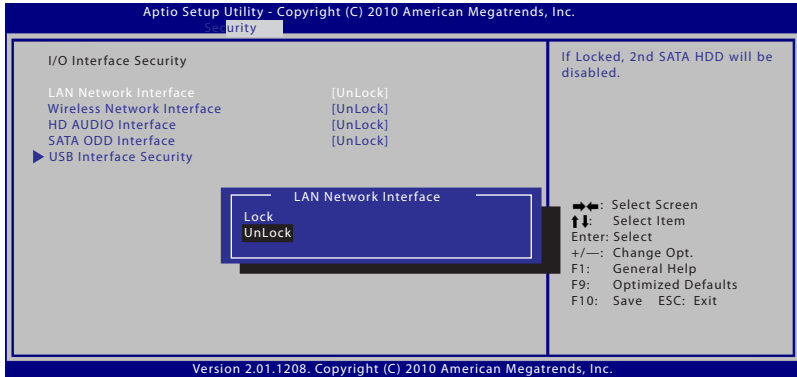 Aptio Setup Utility - Copyright (C) 2010 American Megatrends, Inc.
Security
I/O Interface Security
LAN Network Interface [UnLock]
Wireless Network Interface [UnLock]
HD AUDIO Interface [UnLock]
SATA ODD Interface [UnLock]
USB Interface Security
If Locked, 2nd SATA HDD will be
disabled.
LAN Network Interface
Lock
UnLock
: Select Screen
: Select Item
Enter: Select
+/—: Change Opt.
F1: General Help
F9: Optimized Defaults
F10: Save ESC: Exit
Version 2.01.1208. Copyright (C) 2010 American Megatrends, Inc.